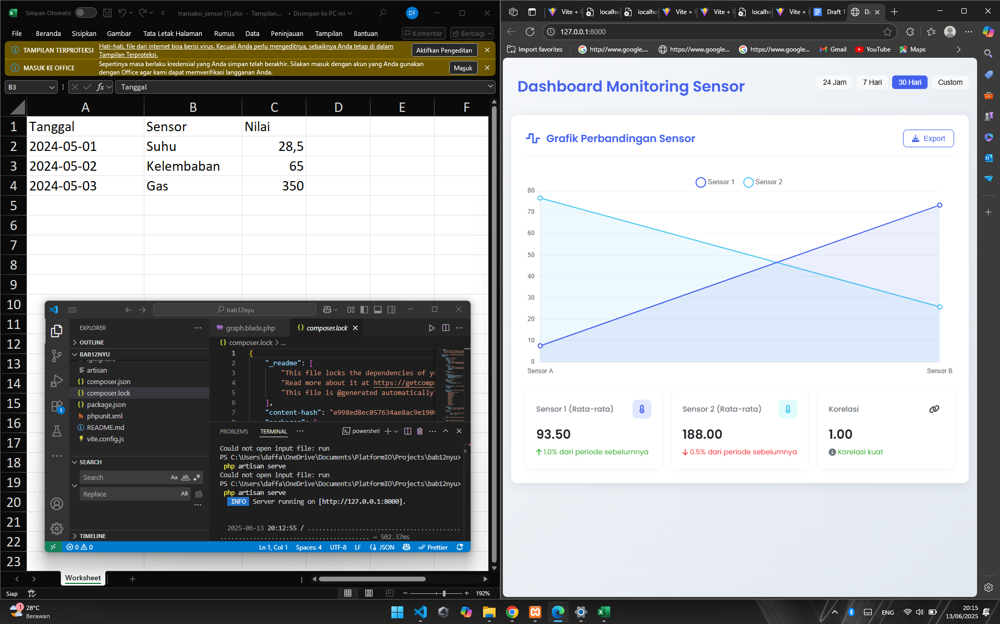 Simpan Otomatis
transaksi_sensor (1).xlsx - Tampilan... • Disimpan ke PC ini
DF
File Beranda Sisipkan Gambar Tata Letak Halaman Rumus Data Peninjauan Tampilan Bantuan Komentar Berbagi
TAMPILAN TERPROTEKSI Hati-hati, file dari internet bisa berisi virus. Kecuali Anda perlu mengeditnya, sebaiknya Anda tetap di dalam
Tampilan Terproteksi.
Aktifkan Pengeditan
MASUK KE OFFICE Sepertinya masa berlaku kredensial yang Anda simpan telah berakhir. Silakan masuk dengan akun yang Anda gunakan
dengan Office agar kami dapat memverifikasi langganan Anda.
Masuk
B3 fx Tanggal
A B C D E F
1 Tanggal Sensor Nilai
2 2024-05-01 Suhu 28,5
3 2024-05-02 Kelembaban 65
4 2024-05-03 Gas 350
5
6
7
8
9
10
11
12
13
14
15
16
17
18
19
20
21
22
23
Worksheet
Siap
192%
bab12nyu
EXPLORER
OUTLINE
BAB12NYU
.gitignore
artisan
composer.json
composer.lock
package.json
phpunit.xml
README.md
vite.config.js
1
SEARCH
Search Aa ab
Replace AB
TIMELINE
graph.blade.php {} composer.lock
{} composer.lock > ...
1 {
2 "_readme": [
3 "This file locks the dependencies of yo
4 "Read more about it at https://getcompo
5 "This file is @generated automatically"
6 ],
7 "content-hash": "e998ed8ec057634ae8ac9e1900
8 "packages": [
PROBLEMS TERMINAL powershell
Could not open input file: run
PS C:\Users\daffa\OneDrive\Documents\PlatformIO\Projects\bab12nyu>
php artisan serve
Could not open input file: run
PS C:\Users\daffa\OneDrive\Documents\PlatformIO\Projects\bab12nyu>
php artisan serve
INFO Server running on [http://127.0.0.1:8000].
2025-06-13 20:12:55 / ........................................
....................................... ~ 502.37ms
0 0 Ln 1, Col 1 Spaces: 4 UTF-8 LF {} JSON Prettier
Vite + localho localho Vite + Vite + localho Vite + Draft 1 Da
127.0.0.1:8000
Import favorites http://www.google.... https://www.google... https://www.google... Gmail YouTube Maps
Dashboard Monitoring Sensor
24 Jam 7 Hari 30 Hari Custom
Grafik Perbandingan Sensor
Export
Sensor 1 Sensor 2
80
70
60
50
40
30
20
10
0
Sensor A Sensor B
Sensor 1 (Rata-rata)
93.50
1.0% dari periode sebelumnya
Sensor 2 (Rata-rata)
188.00
0.5% dari periode sebelumnya
Korelasi
1.00
Korelasi kuat
1
28°C
Berawan
ENG
20:15
13/06/2025